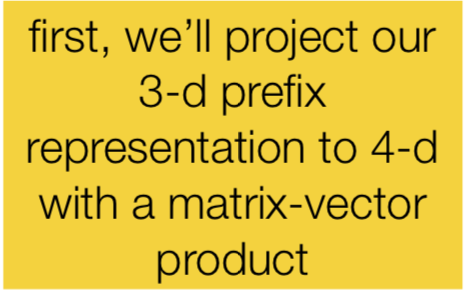 first, we'll project our
3-d prefix
representation to 4-d
with a matrix-vector
product